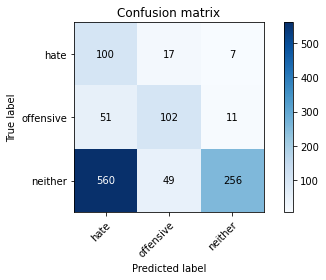 Confusion matrix
hate 100 17 7
offensive 51 102 11
neither 560 49 256
hate offensive neither
True label
Predicted label
500
400
300
200
100